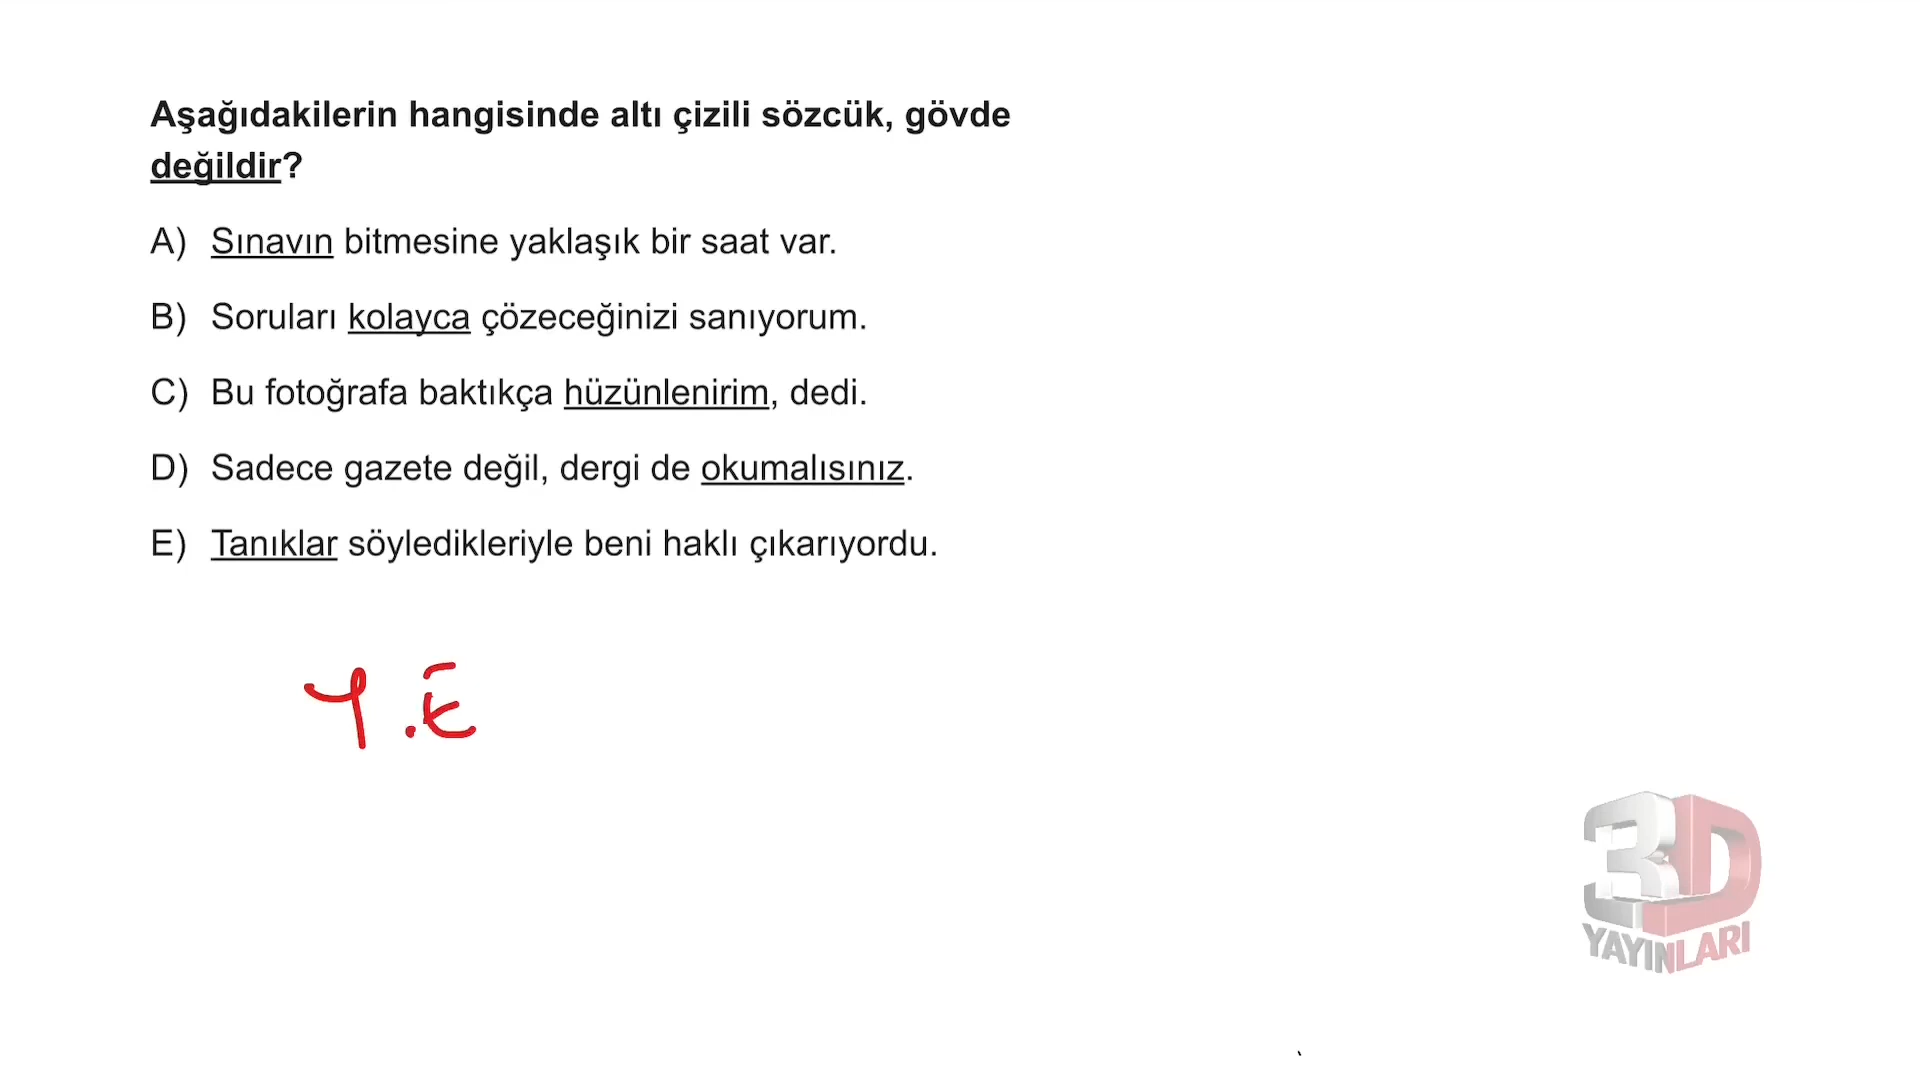 Aşağıdakilerin hangisinde altı çizili sözcük, gövde
değildir?
A) Sınavın bitmesine yaklaşık bir saat var.
B) Soruları kolayca çözeceğinizi sanıyorum.
C) Bu fotoğrafa baktıkça hüzünlenirim, dedi.
D) Sadece gazete değil, dergi de okumalısınız.
E) Tanıklar söyledikleriyle beni haklı çıkarıyordu.
Y.E
3D
YAYINLARI